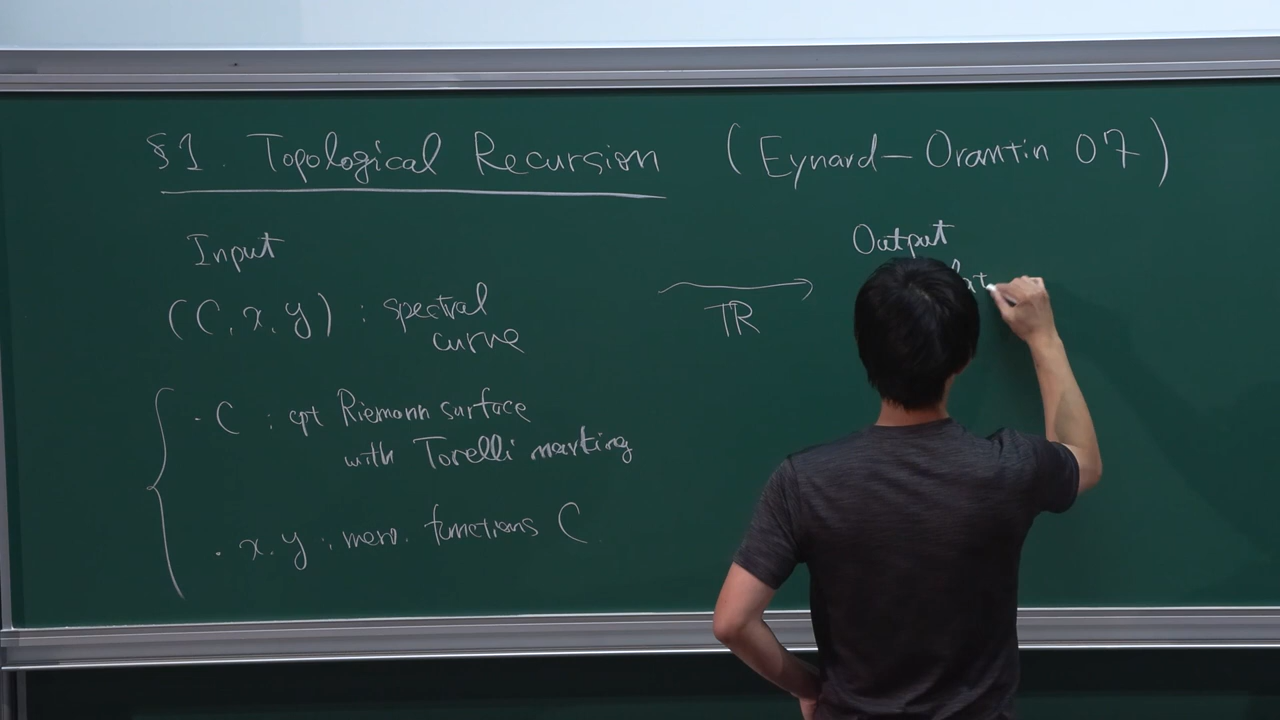 §1. Topological Recursion (Eynard–Orantin 07)
Input
(C, x, y) : spectral
curve
· C : cpt Riemann surface
with Torelli marking
· x, y : mero. functions C
TR
Output